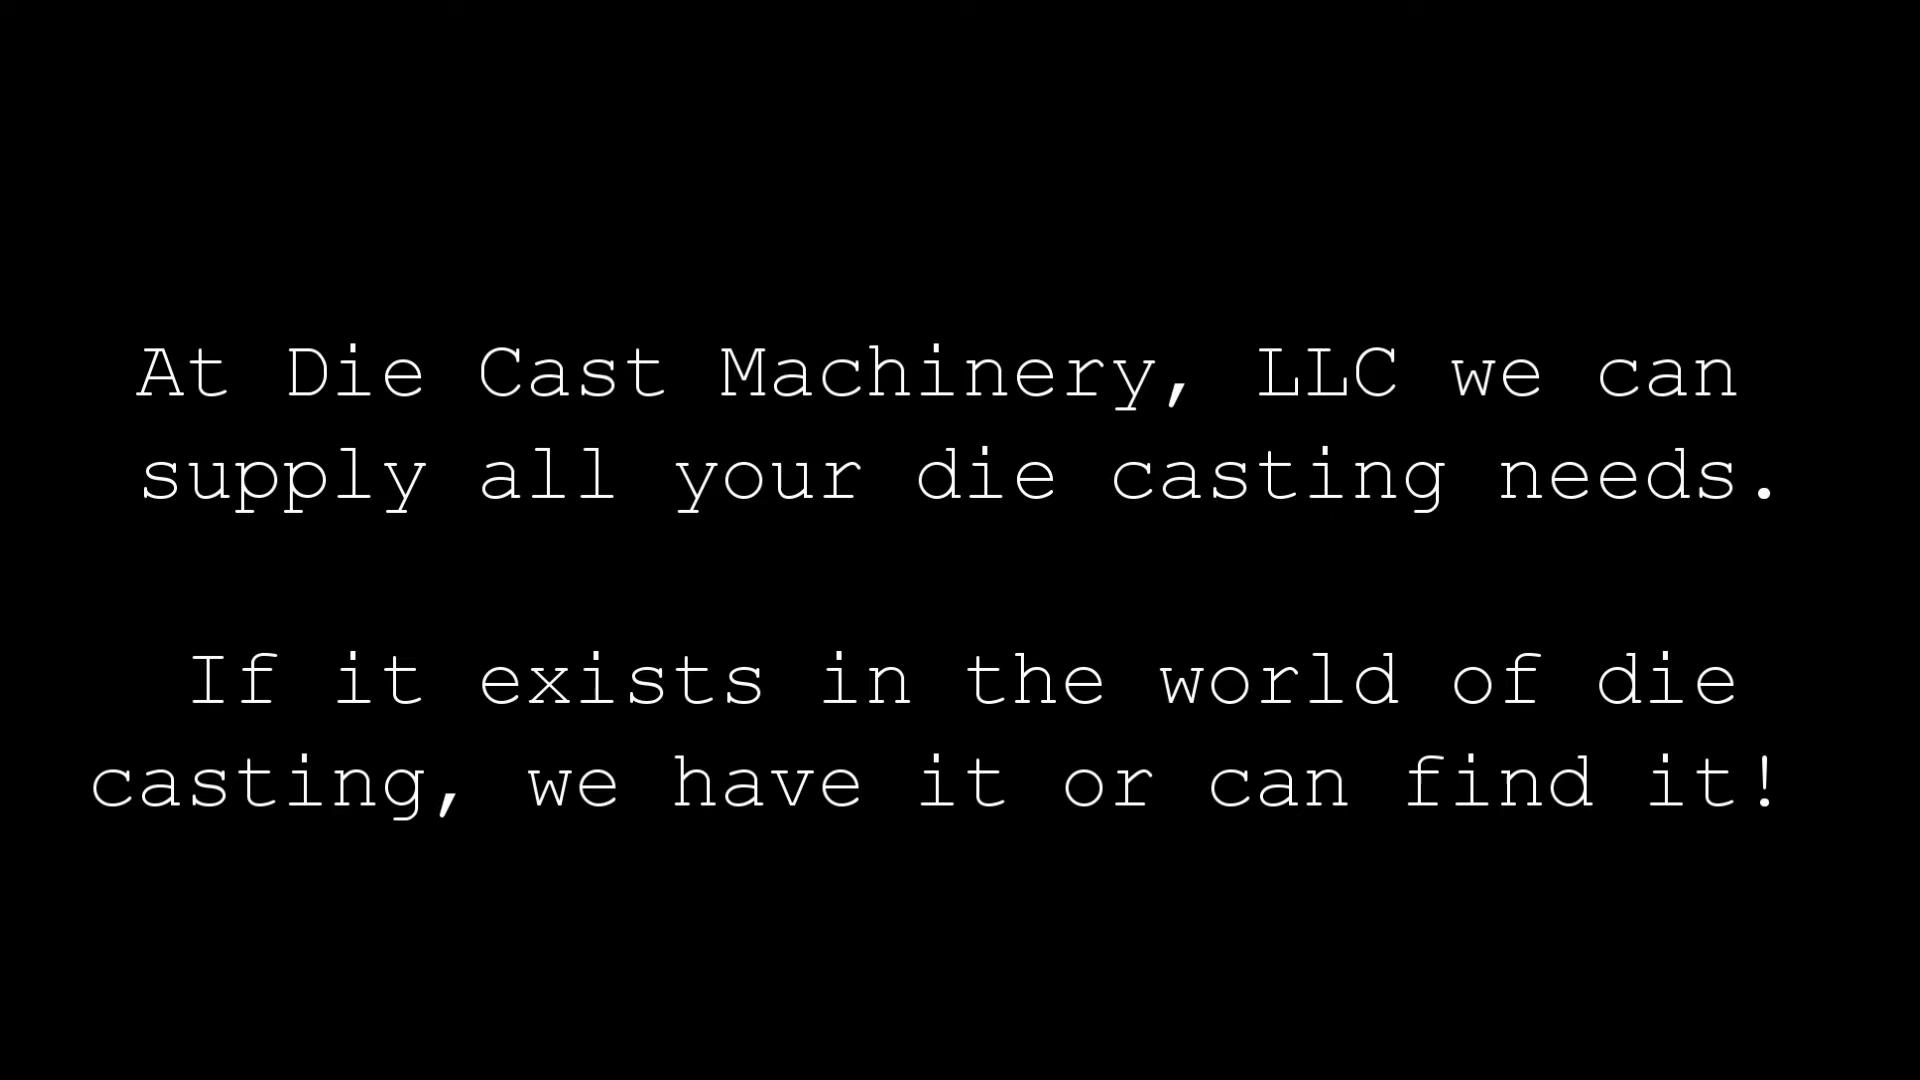 At Die Cast Machinery, LLC we can
supply all your die casting needs.
If it exists in the world of die
casting, we have it or can find it!